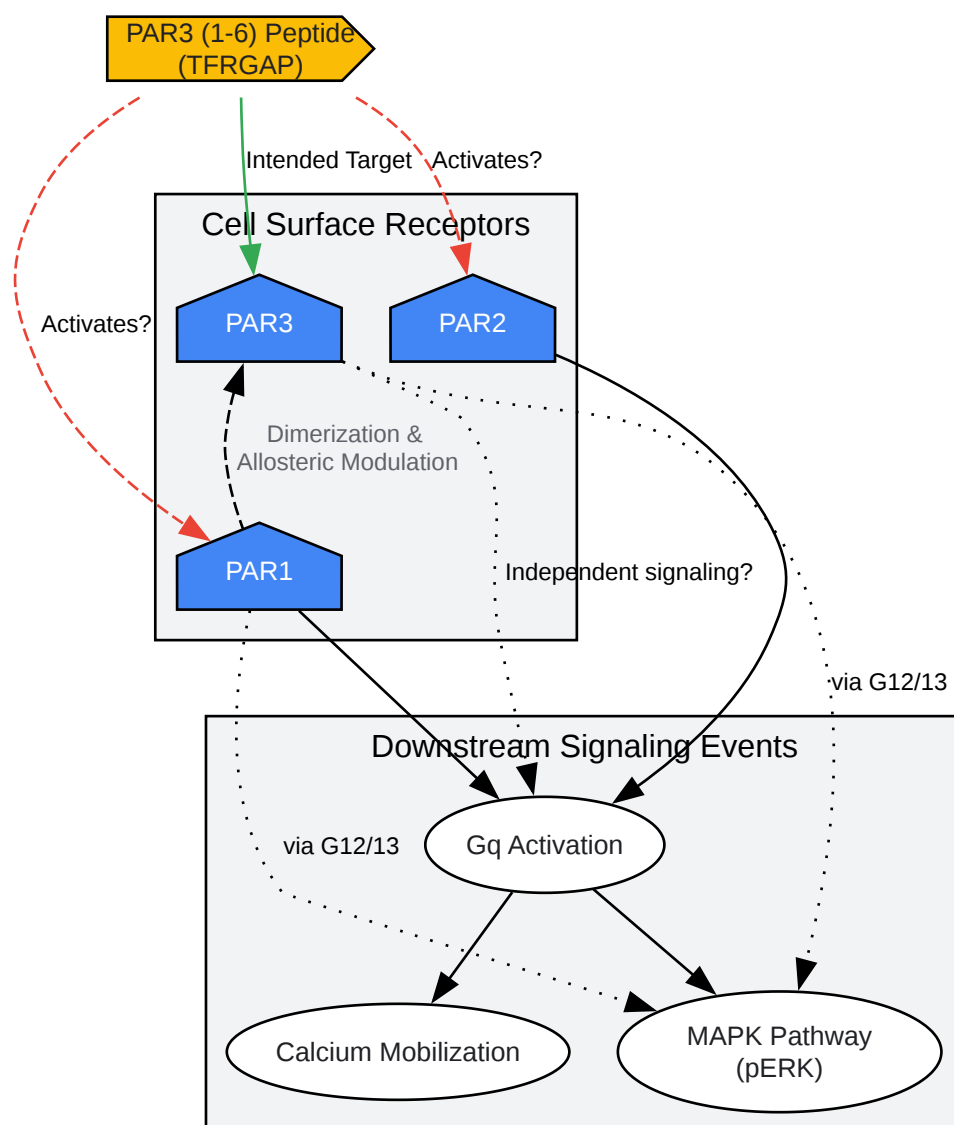 PAR3 (1-6) Peptide
(TFRGAP)
Intended Target
Activates?
Cell Surface Receptors
Activates?
PAR3
PAR2
Dimerization &
Allosteric Modulation
PAR1
Independent signaling?
via G12/13
Downstream Signaling Events
via G12/13
Gq Activation
Calcium Mobilization
MAPK Pathway
(pERK)